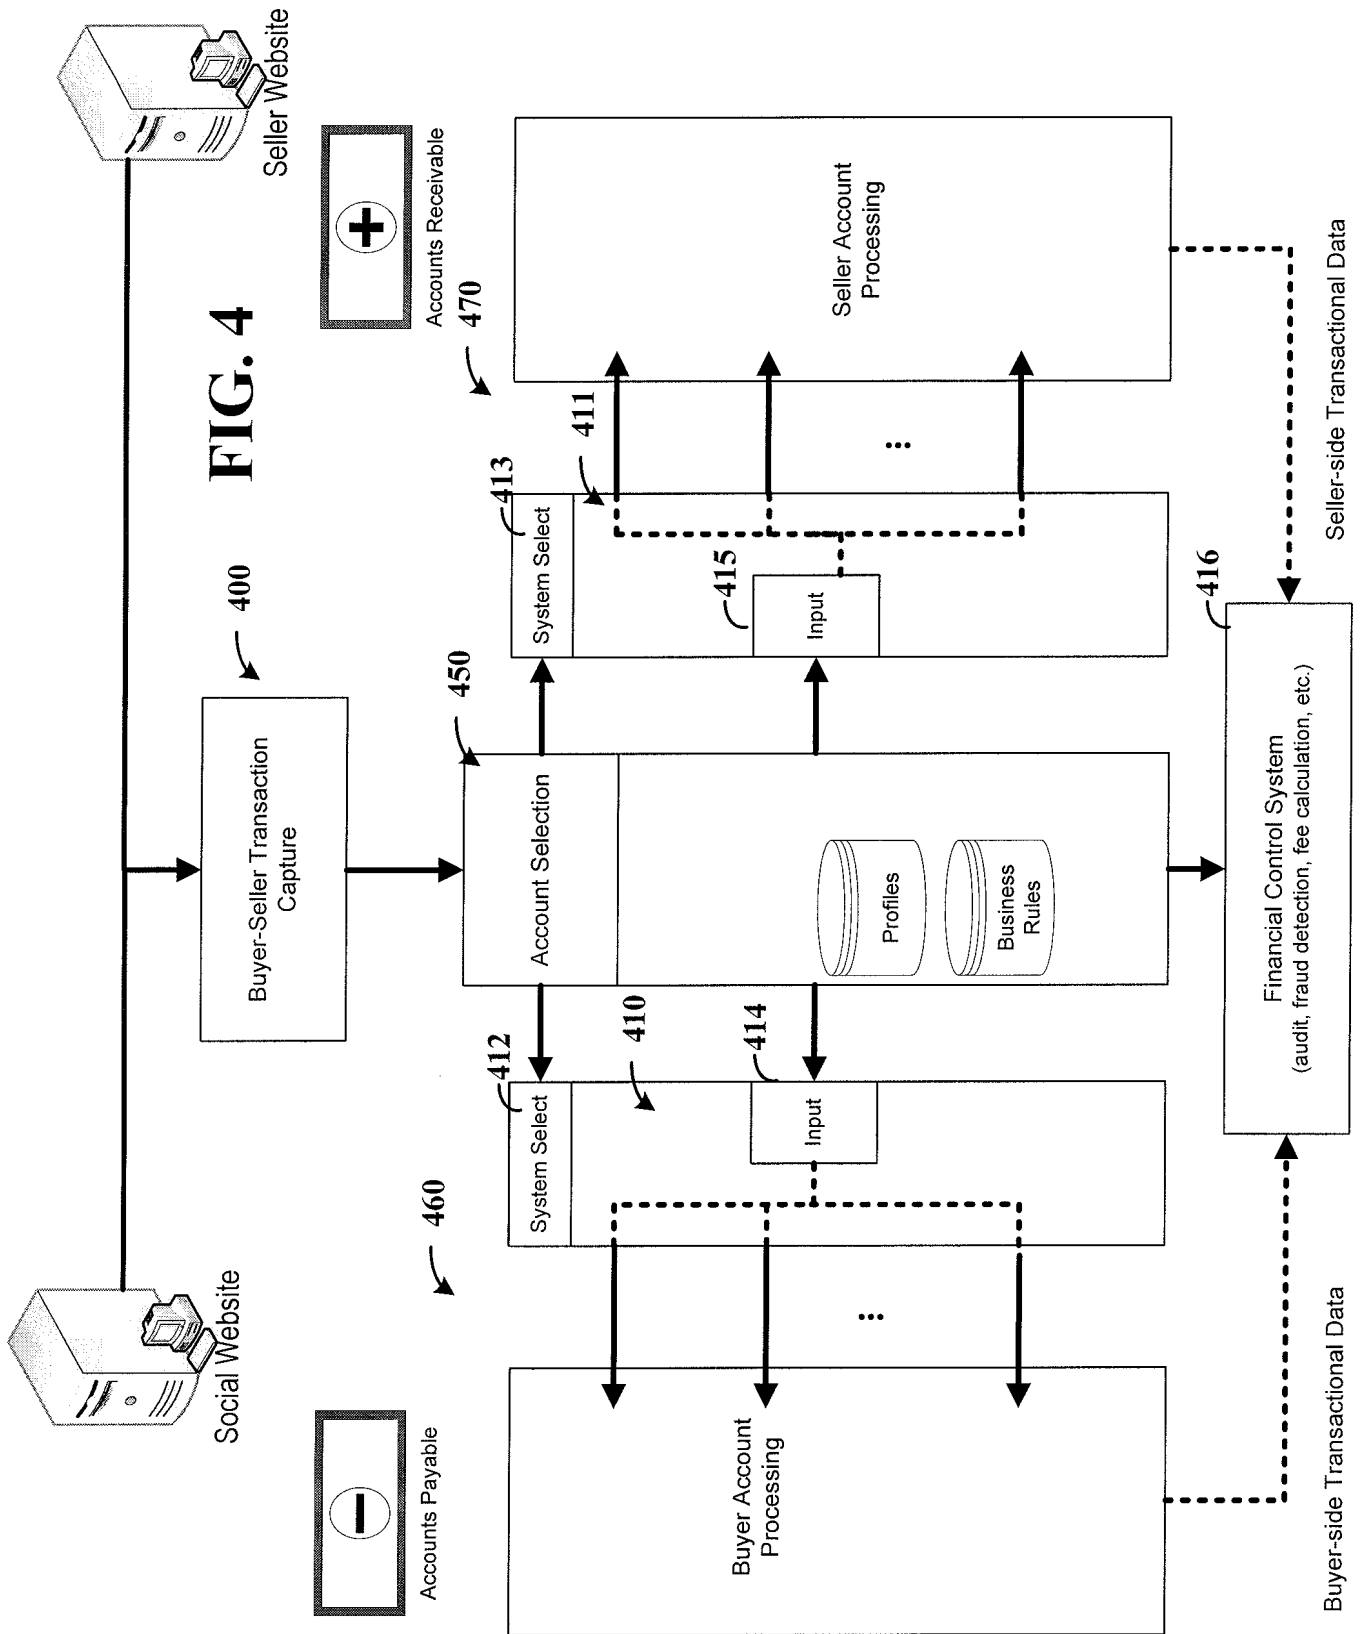 Social Website
Seller Website
FIG. 4
400
Buyer-Seller Transaction
Capture
Accounts Payable
Accounts Receivable
460
470
450
Account Selection
412
System Select
413
System Select
410
411
414
Input
415
Input
Buyer Account
Processing
Seller Account
Processing
...
...
Profiles
Business
Rules
416
Financial Control System
(audit, fraud detection, fee calculation, etc.)
Buyer-side Transactional Data
Seller-side Transactional Data